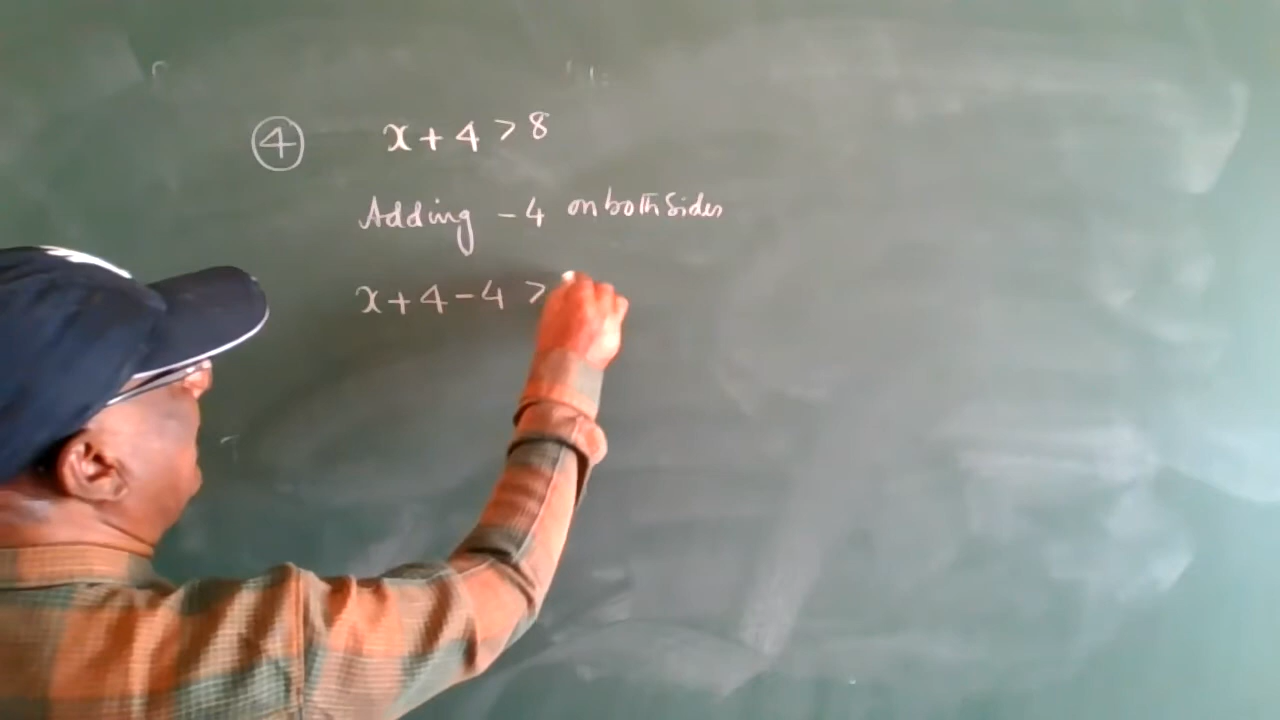 ④ x + 4 > 8
Adding - 4 on both sides
x + 4 - 4 >